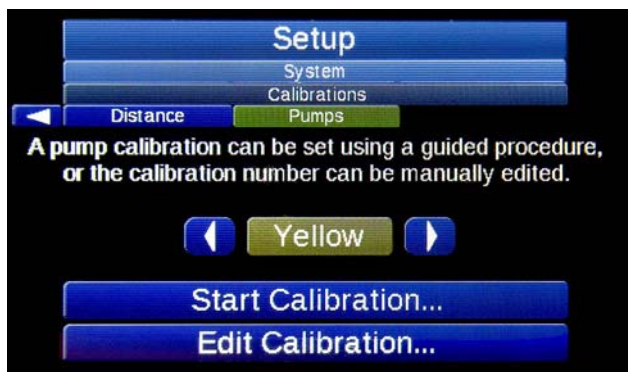 Setup
System
Calibrations
Distance Pumps
A pump calibration can be set using a guided procedure,
or the calibration number can be manually edited.
Yellow
Start Calibration...
Edit Calibration...